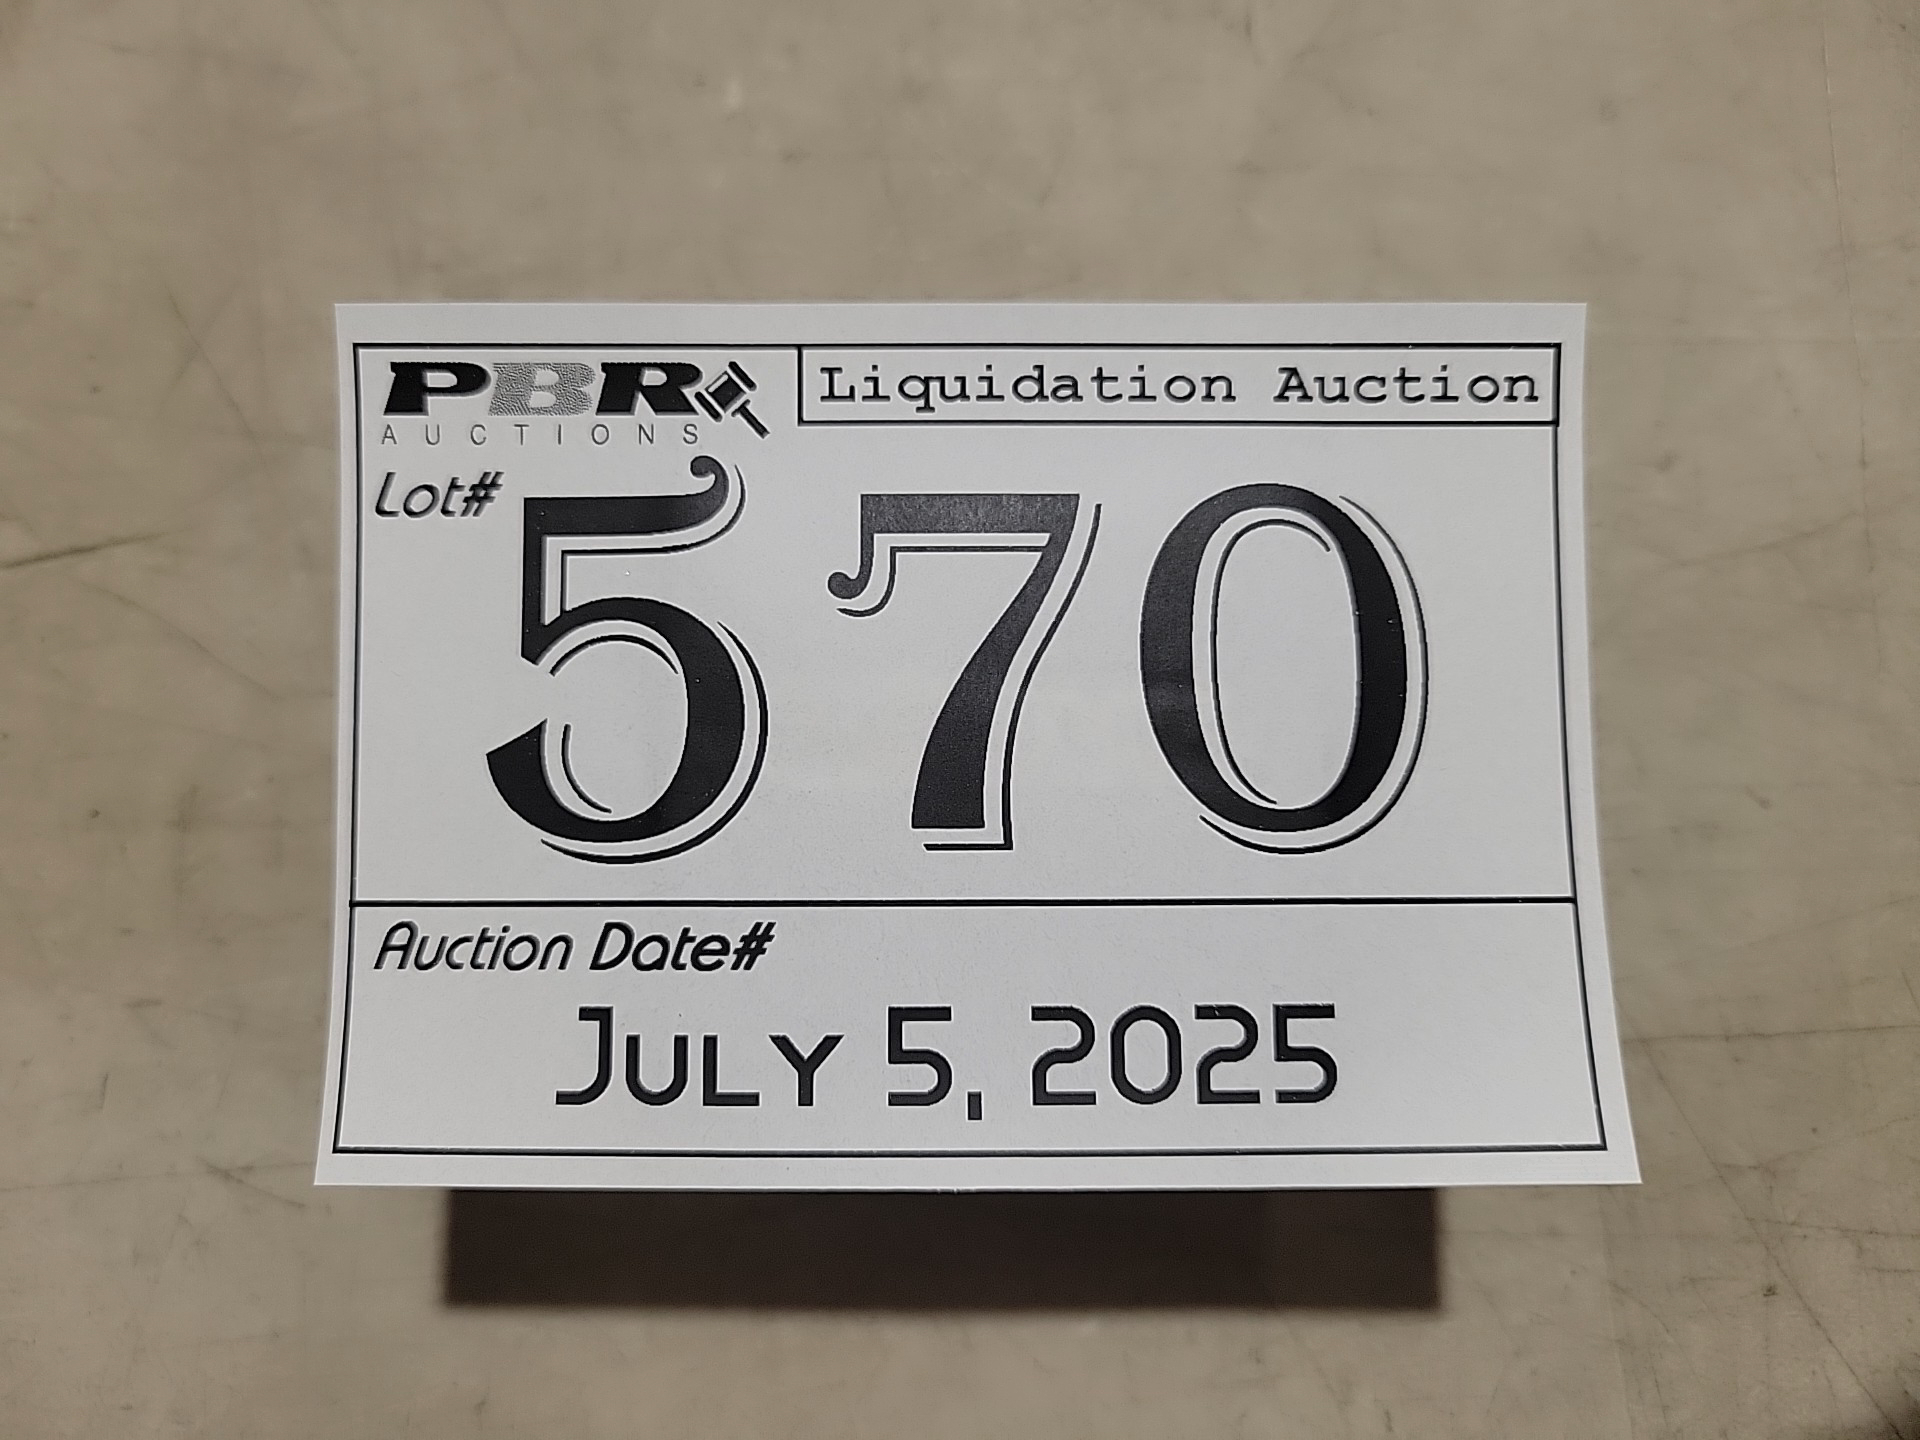 PBR
AUCTIONS
Liquidation Auction
Lot#
570
Auction Date#
July 5, 2025